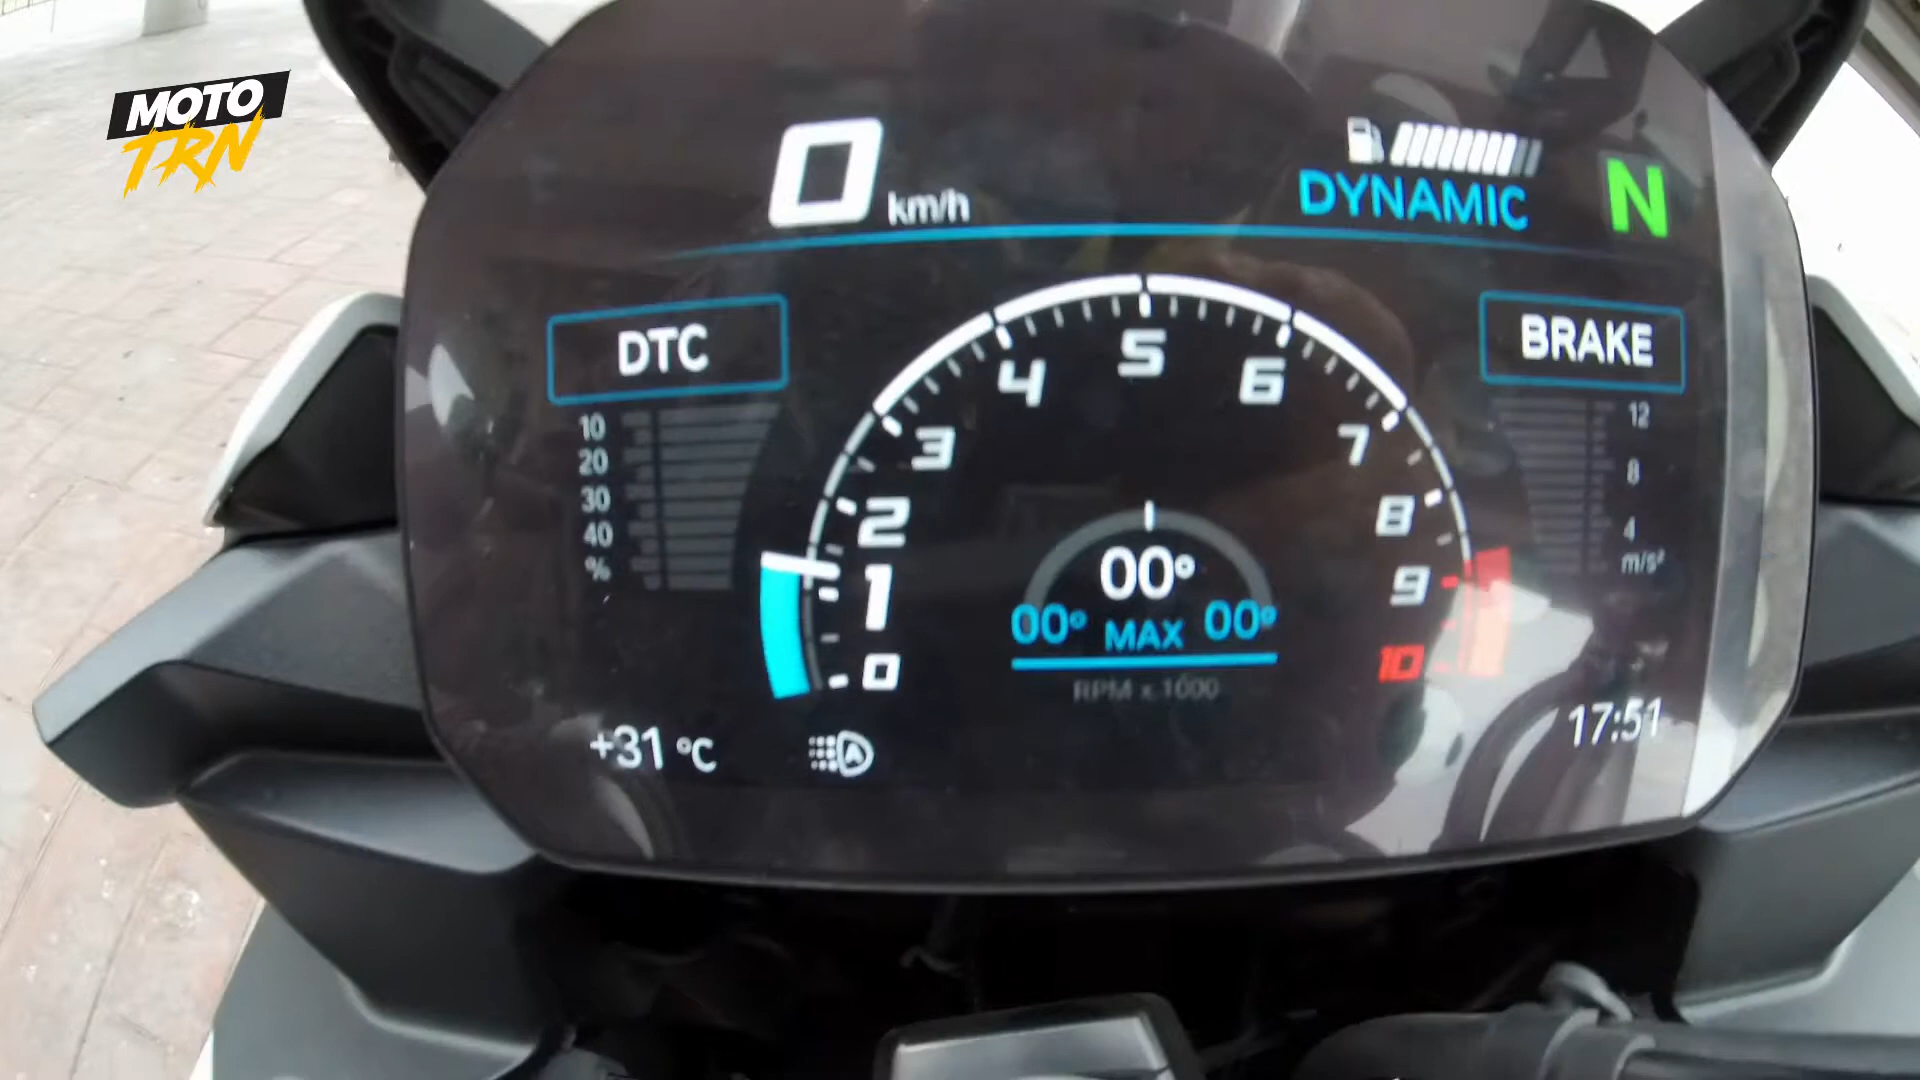 MOTO
TRN
0 km/h
DYNAMIC
N
DTC
BRAKE
10
20
30
40
%
12
8
4
m/s²
0
1
2
3
4
5
6
7
8
9
10
00°
00° MAX 00°
RPM x 1000
+31 °C
A
17:51